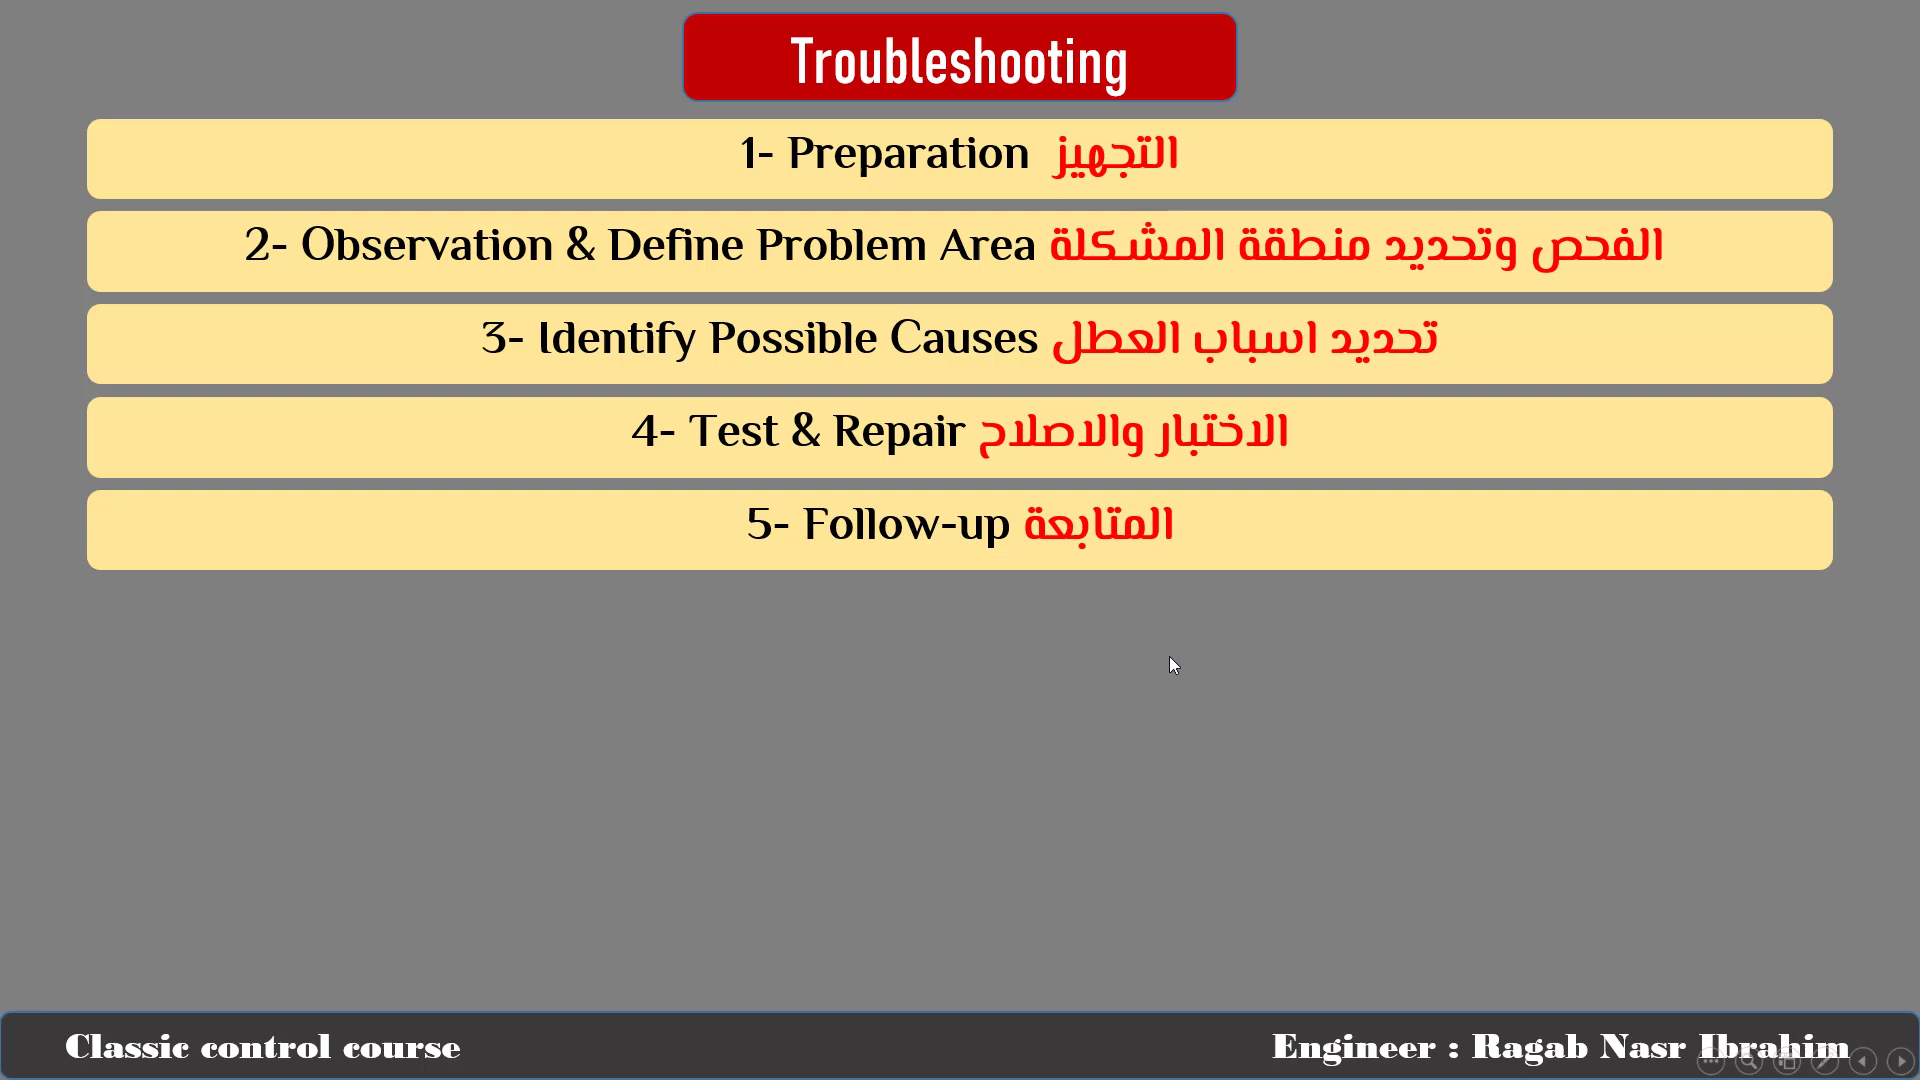 Troubleshooting
1- Preparation التجهيز
2- Observation & Define Problem Area الفحص وتحديد منطقة المشكلة
3- Identify Possible Causes تحديد اسباب العطل
4- Test & Repair الاختبار والاصلاح
5- Follow-up المتابعة
Classic control course
Engineer : Ragab Nasr Ibrahim